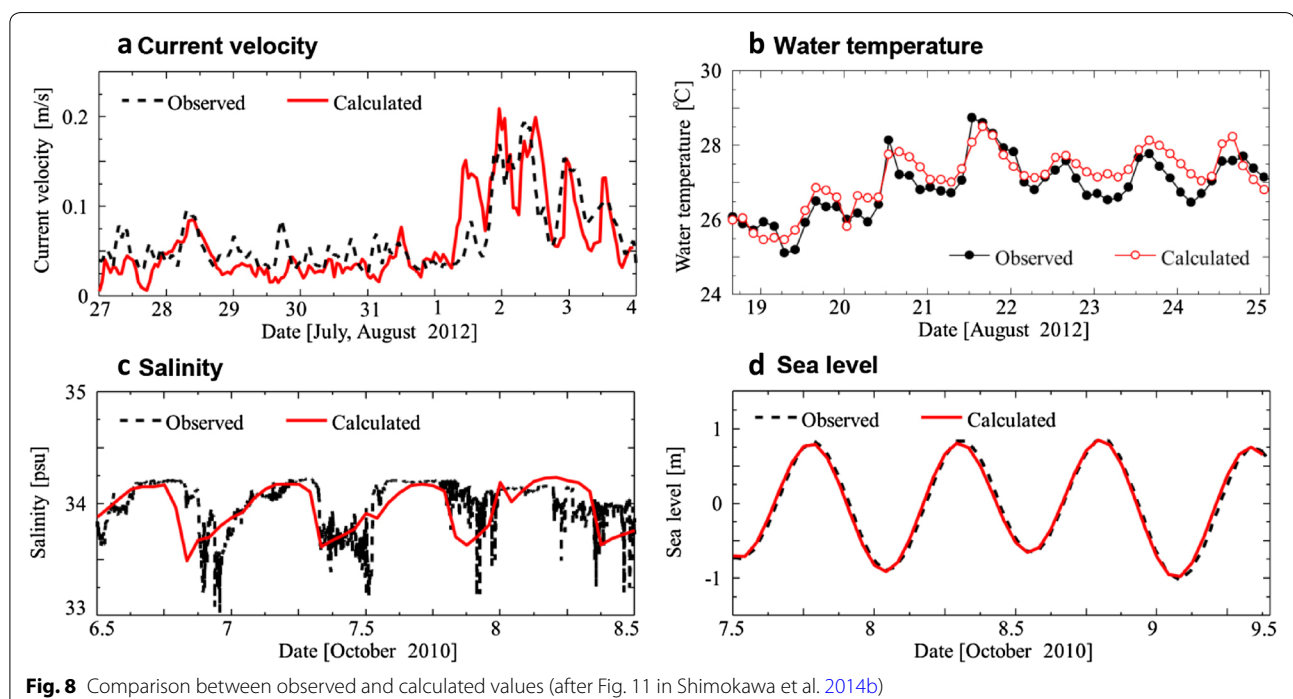 a Current velocity
Current velocity [m/s]
0.2
0.1
0
Observed
Calculated
27 28 29 30 31 1 2 3 4
Date [July, August 2012]
b Water temperature
Water temperature [℃]
30
28
26
24
Observed
Calculated
19 20 21 22 23 24 25
Date [August 2012]
c Salinity
Salinity [psu]
35
34
33
Observed
Calculated
6.5 7 7.5 8 8.5
Date [October 2010]
d Sea level
Sea level [m]
1
0
-1
Observed
Calculated
7.5 8 8.5 9 9.5
Date [October 2010]
Fig. 8 Comparison between observed and calculated values (after Fig. 11 in Shimokawa et al. 2014b)